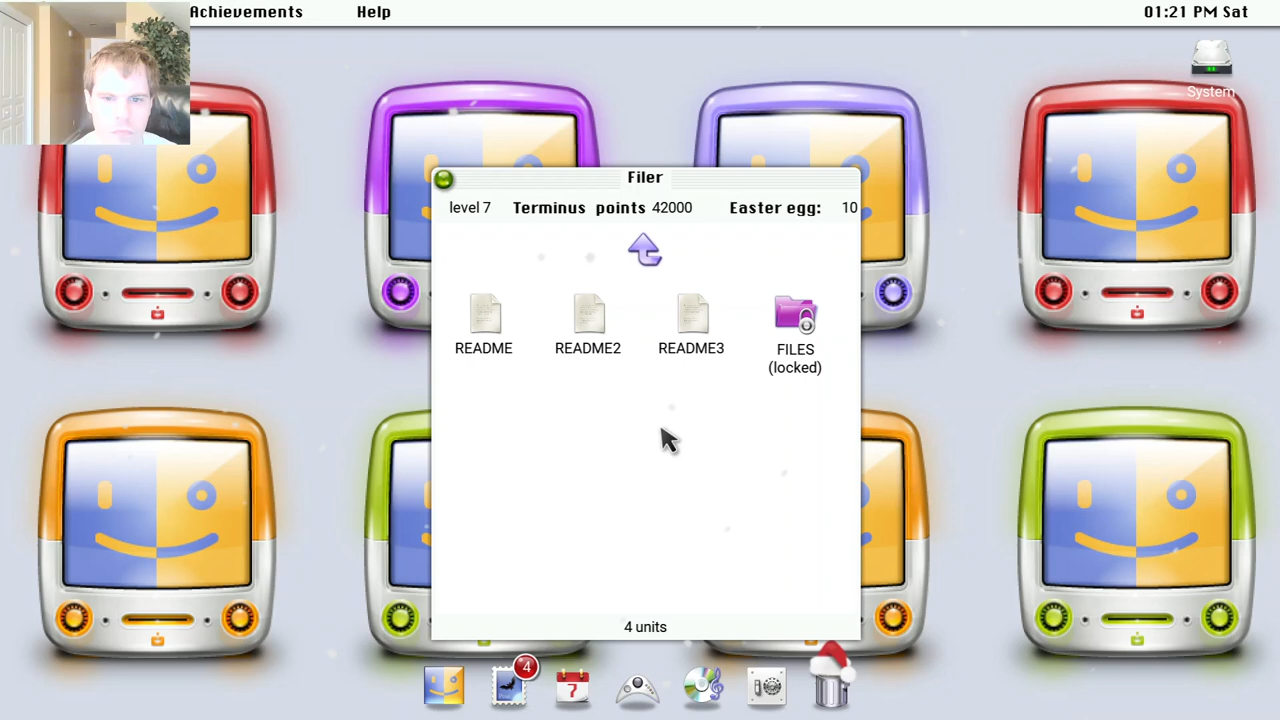 Achievements Help 01:21 PM Sat
System
Filer
level 7 Terminus points 42000 Easter egg: 10
README README2 README3 FILES
(locked)
4 units
4
7